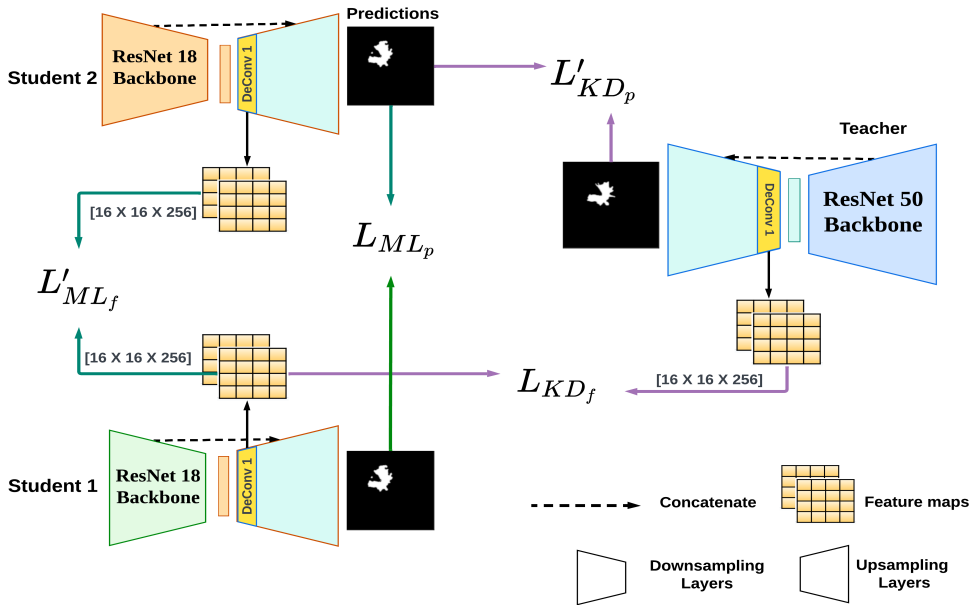 Predictions
ResNet 18
Backbone
DeConv 1
Student 2
L'KDp
Teacher
DeConv 1
ResNet 50
Backbone
[16 X 16 X 256]
LMLp
L'MLf
[16 X 16 X 256]
[16 X 16 X 256]
LKDf
ResNet 18
Backbone
DeConv 1
Student 1
Concatenate
Feature maps
Downsampling
Layers
Upsampling
Layers